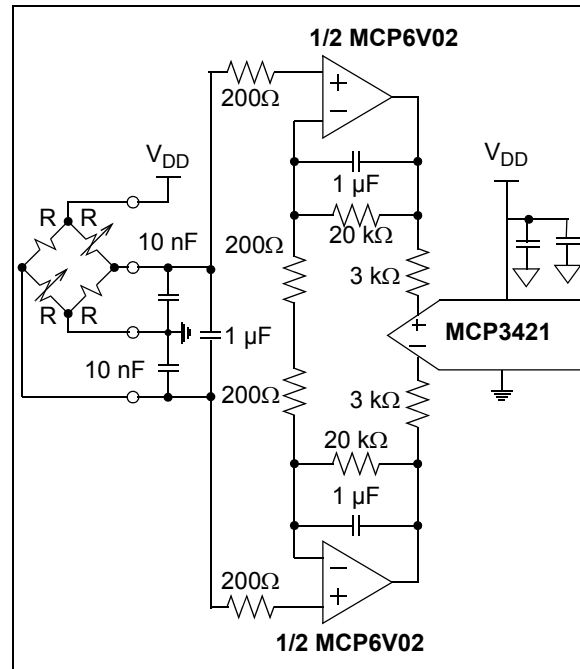 1/2 MCP6V02
200Ω
+
−
V_DD
V_DD
1 µF
R R
10 nF
20 kΩ
200Ω
3 kΩ
+
−
MCP3421
R R
1 µF
10 nF
200Ω
3 kΩ
20 kΩ
1 µF
200Ω
−
+
1/2 MCP6V02